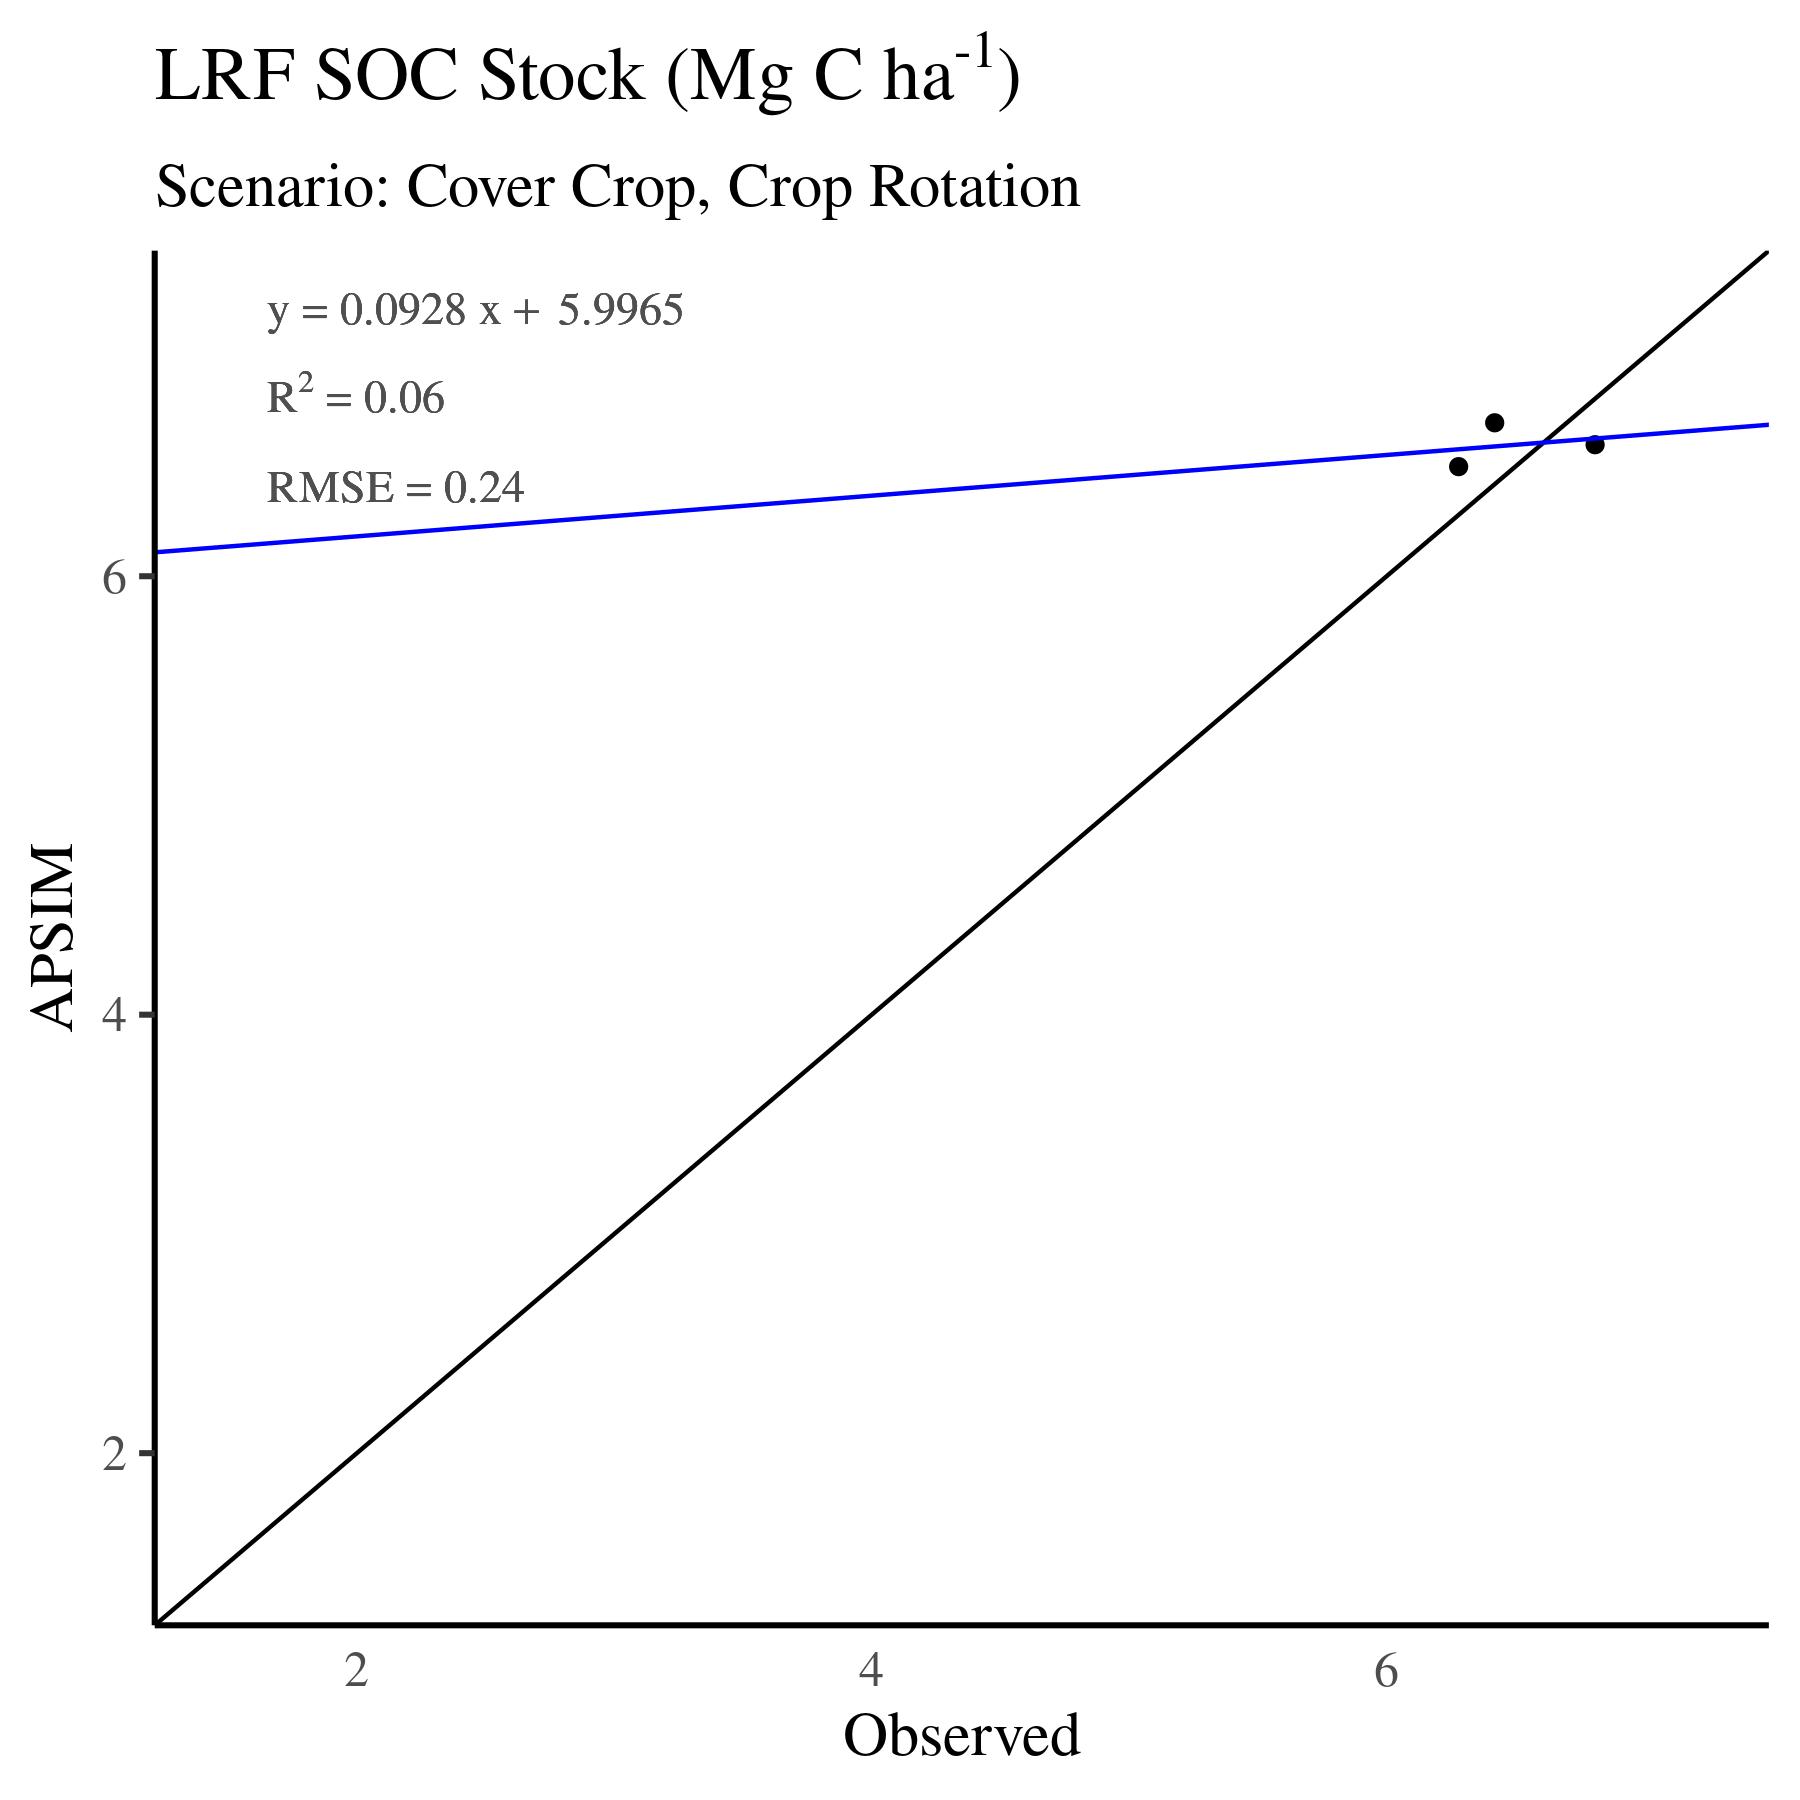 LRF SOC Stock (Mg C ha⁻¹)
Scenario: Cover Crop, Crop Rotation
y = 0.0928 x + 5.9965
R² = 0.06
RMSE = 0.24
6
4
2
APSIM
2 4 6
Observed